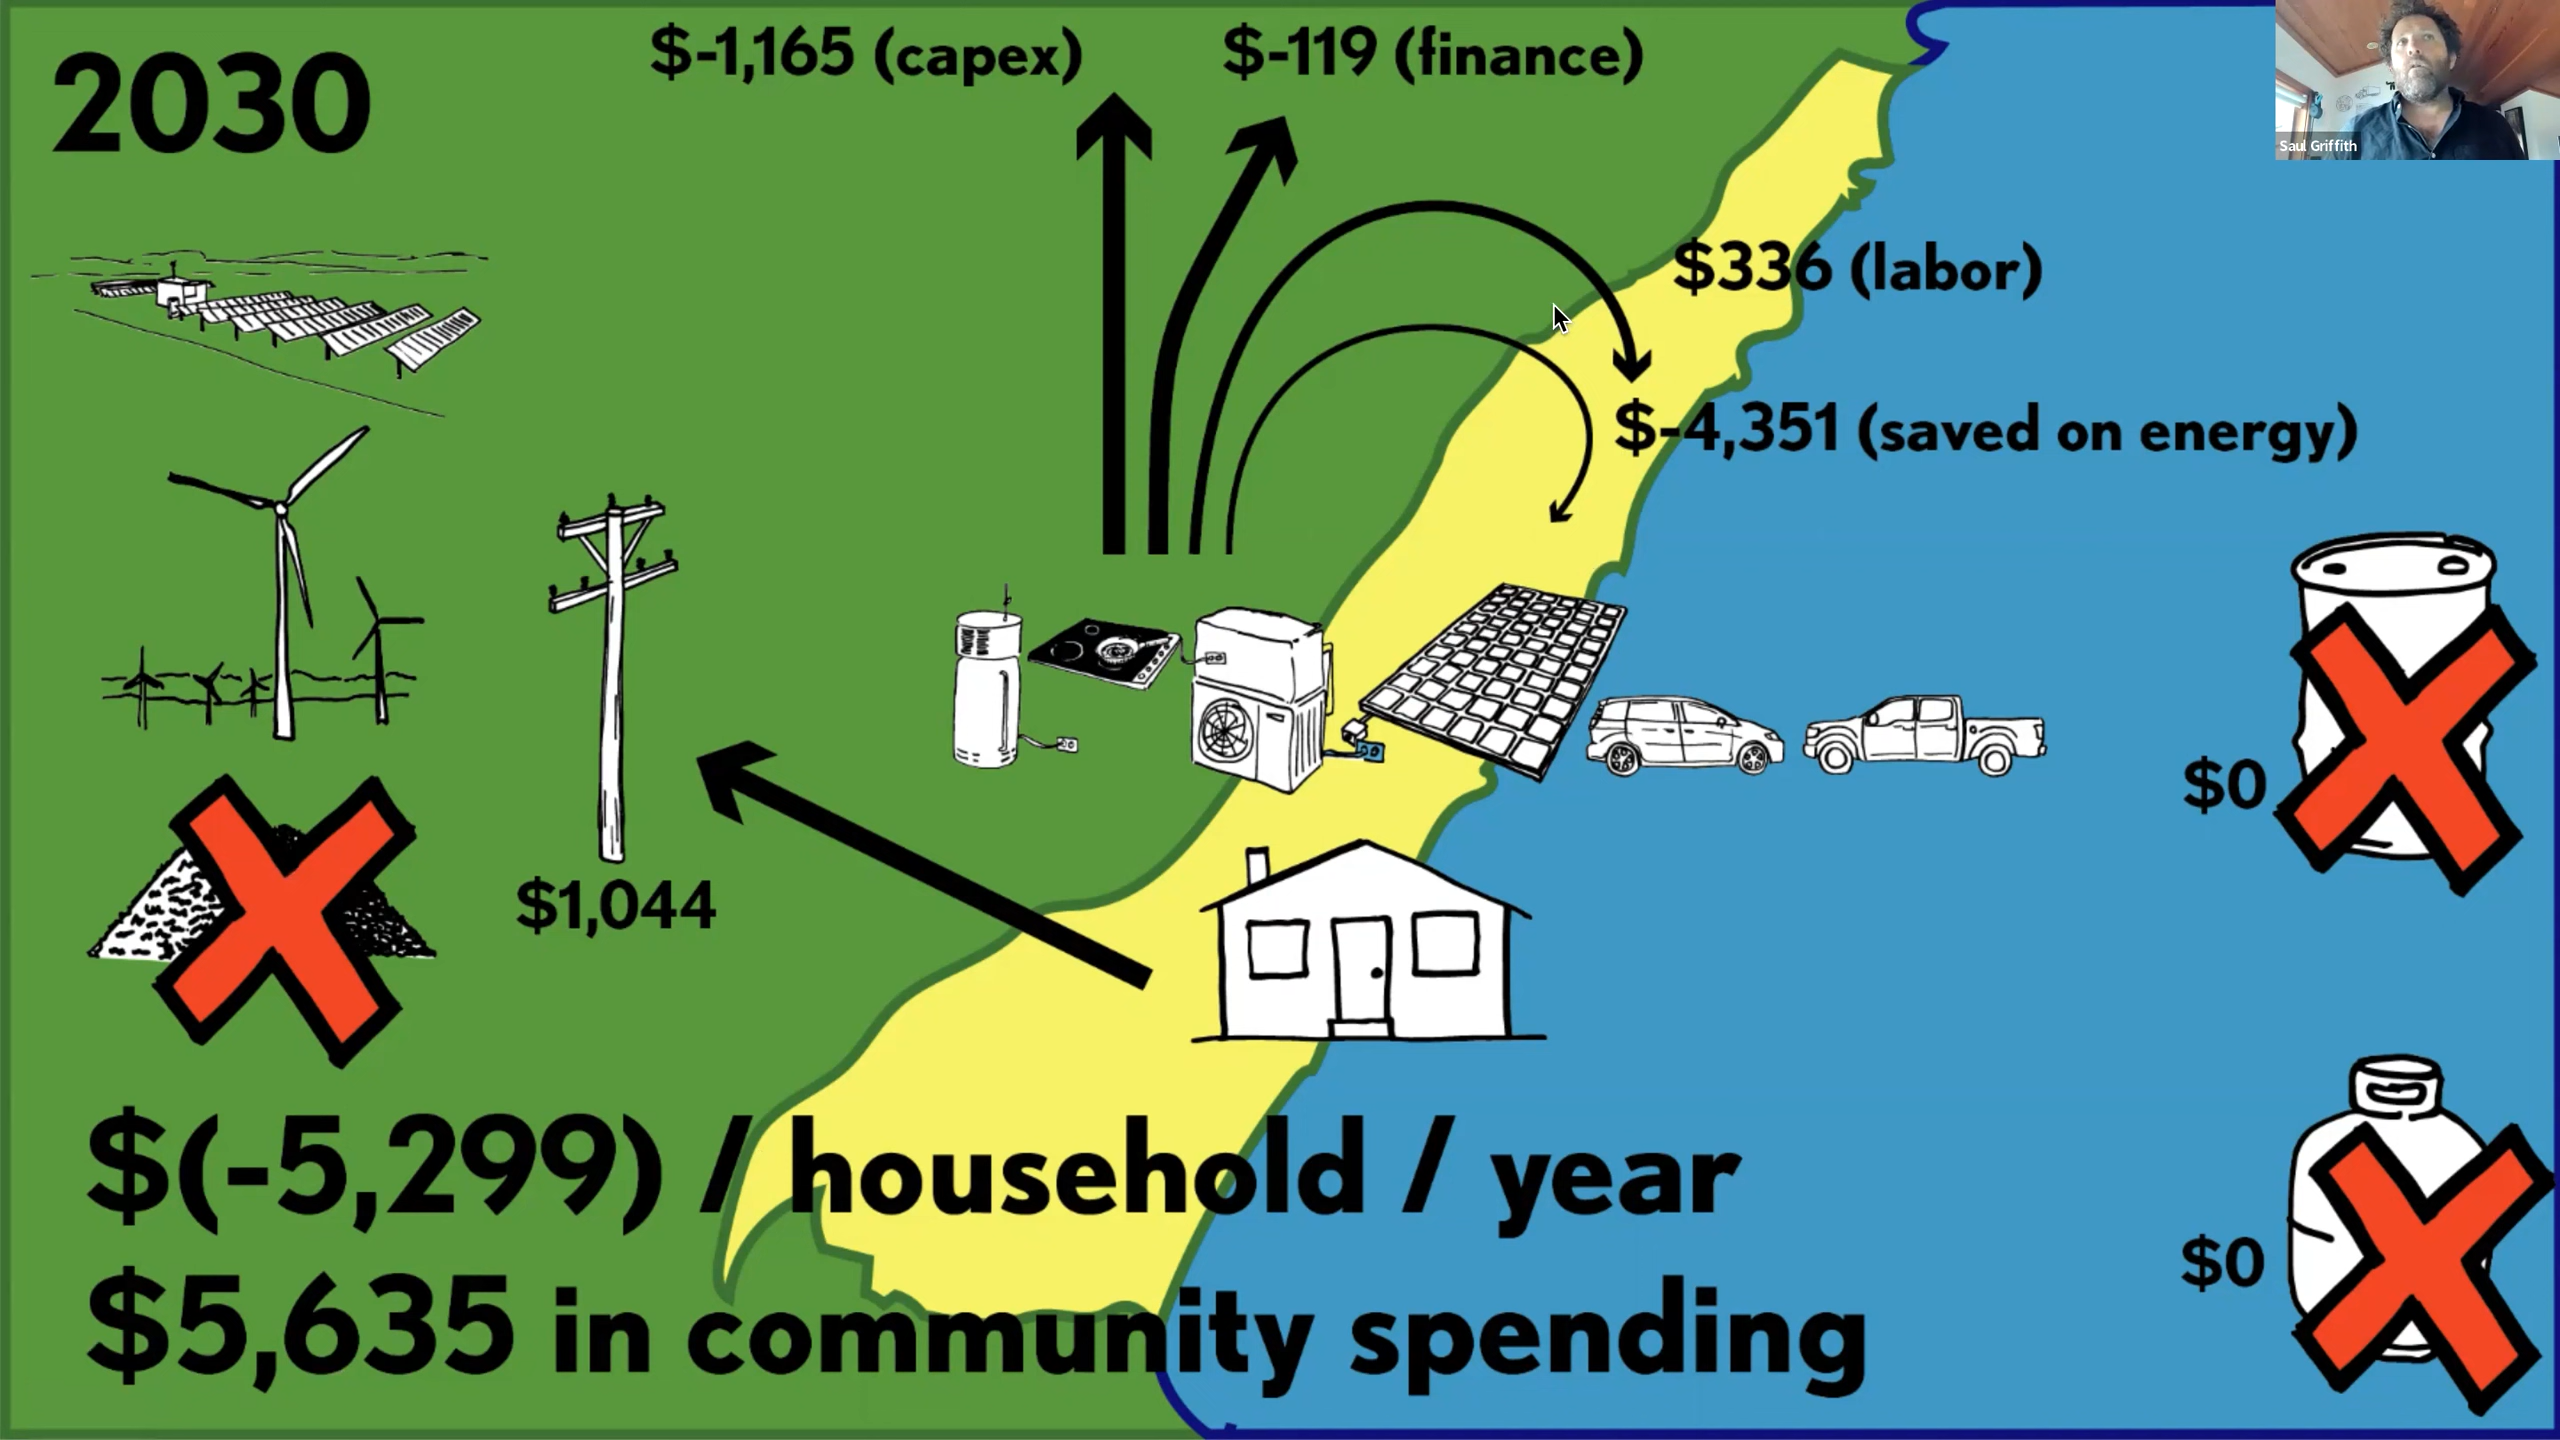 2030
$-1,165 (capex)
$-119 (finance)
Saul Griffith
$336 (labor)
$-4,351 (saved on energy)
$0
$1,044
$(-5,299) / household / year
$0
$5,635 in community spending